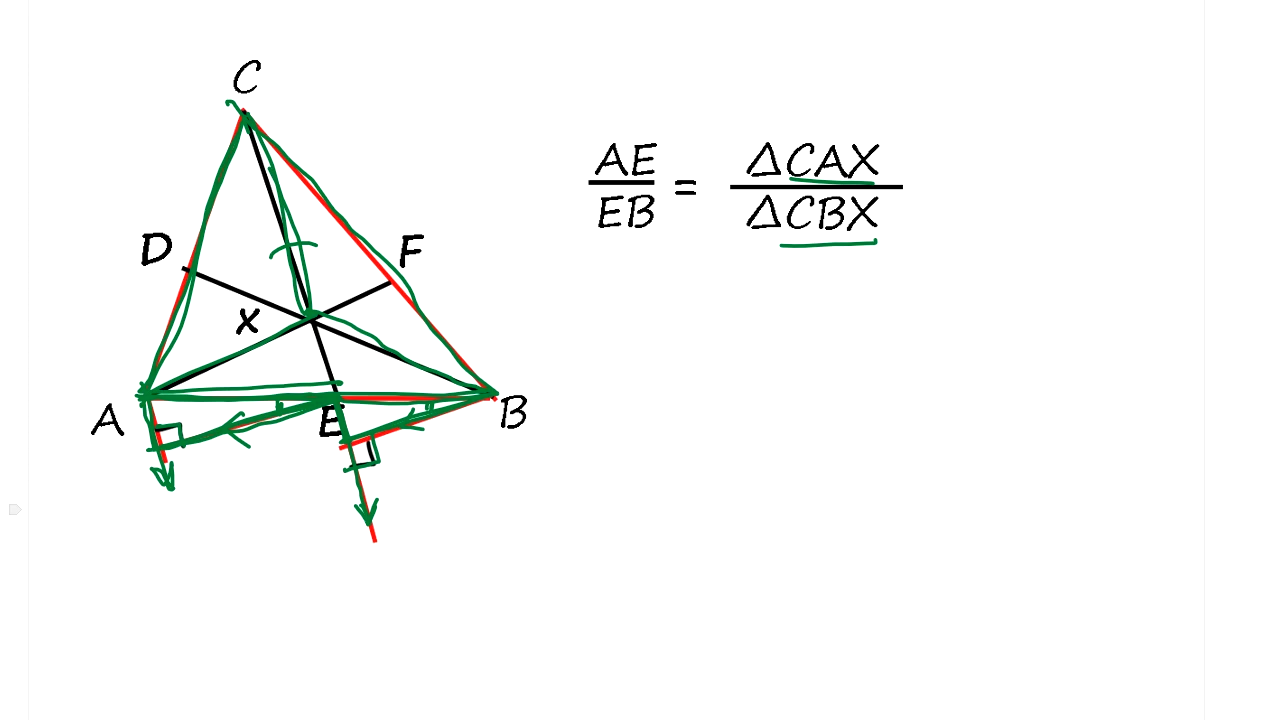 C
D
F
X
A
E
B
AE = ΔCAX
EB ΔCBX